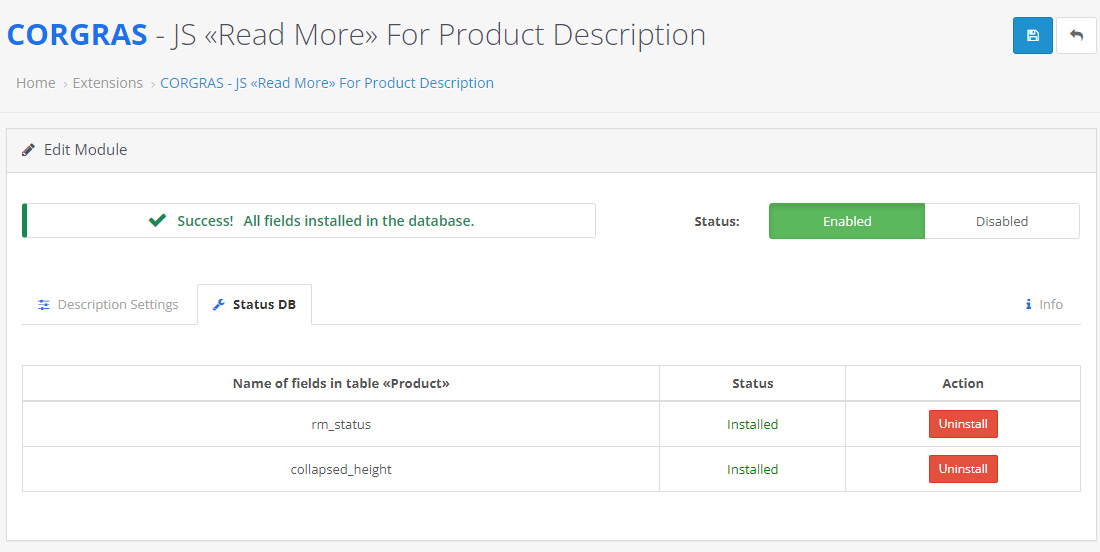 CORGRAS - JS «Read More» For Product Description
Home › Extensions › CORGRAS - JS «Read More» For Product Description
Edit Module
Success! All fields installed in the database.
Status: Enabled Disabled
Description Settings Status DB Info
Name of fields in table «Product» Status Action
rm_status Installed Uninstall
collapsed_height Installed Uninstall